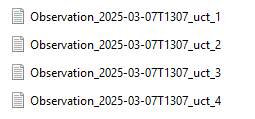 Observation_2025-03-07T1307_uct_1
Observation_2025-03-07T1307_uct_2
Observation_2025-03-07T1307_uct_3
Observation_2025-03-07T1307_uct_4